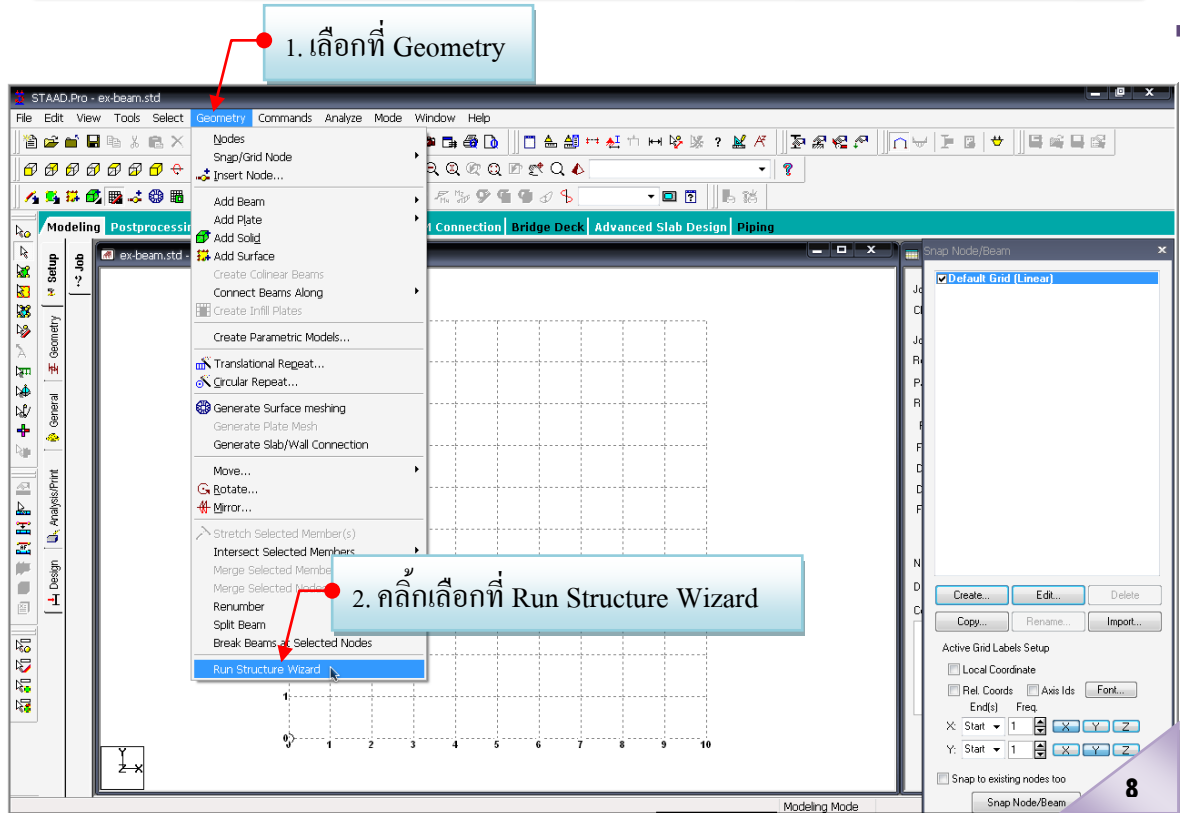 1. เลือกที่ Geometry
STAAD.Pro - ex-beam.std
File Edit View Tools Select Geometry Commands Analyze Mode Window Help
Modeling Postprocessin Connection Bridge Deck Advanced Slab Design Piping
Setup
Job
Geometry
General
Analysis/Print
Design
ex-beam.std -
Nodes
Snap/Grid Node
Insert Node...
Add Beam
Add Plate
Add Solid
Add Surface
Create Colinear Beams
Connect Beams Along
Create Infill Plates
Create Parametric Models...
Translational Repeat...
Circular Repeat...
Generate Surface meshing
Generate Plate Mesh
Generate Slab/Wall Connection
Move...
Rotate...
Mirror...
Stretch Selected Member(s)
Intersect Selected Members
Merge Selected Membe
Merge Selected Nodes
Renumber
Split Beam
Break Beams at Selected Nodes
Run Structure Wizard
2. คลิ้กเลือกที่ Run Structure Wizard
1
0 1 2 3 4 5 6 7 8 9 10
Y
Z X
Snap Node/Beam
Default Grid (Linear)
Create... Edit... Delete
Copy... Rename... Import...
Active Grid Labels Setup
Local Coordinate
Rel. Coords Axis Ids Font...
End(s) Freq.
X: Start 1 X Y Z
Y: Start 1 X Y Z
Snap to existing nodes too
Snap Node/Beam
Modeling Mode
8